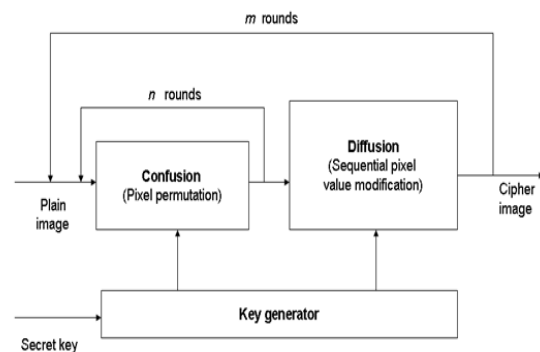 m rounds
n rounds
Confusion
(Pixel permutation)
Diffusion
(Sequential pixel
value modification)
Plain
image
Cipher
image
Key generator
Secret key